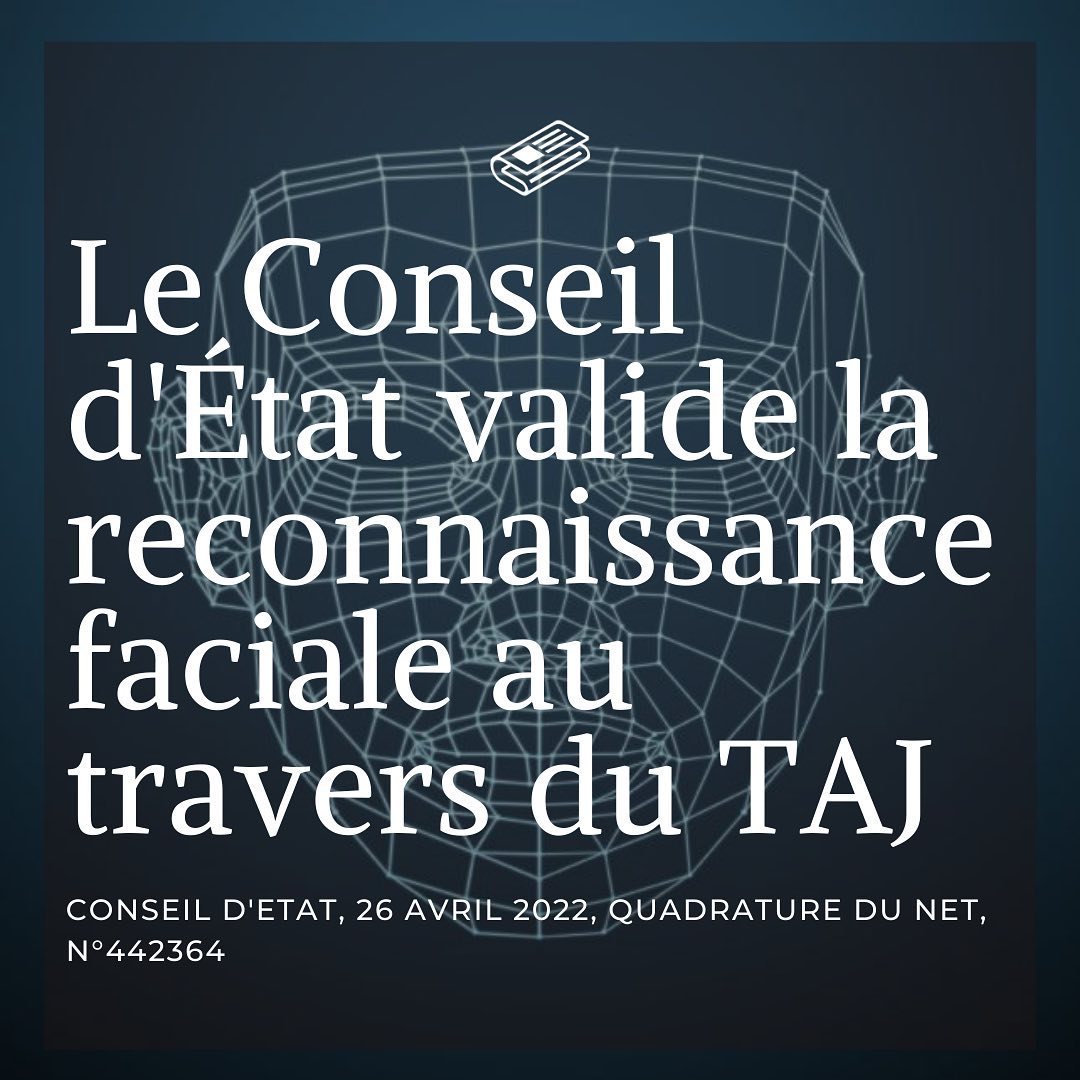 Le Conseil
d'État valide la
reconnaissance
faciale au
travers du TAJ
CONSEIL D'ETAT, 26 AVRIL 2022, QUADRATURE DU NET,
N°442364